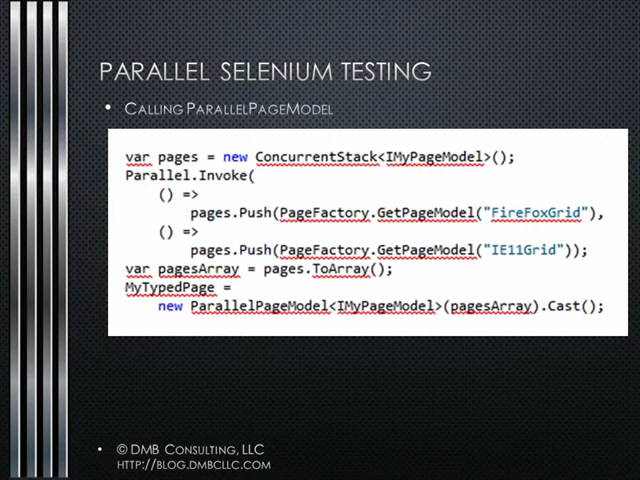 PARALLEL SELENIUM TESTING
• CALLING PARALLELPAGEMODEL
var pages = new ConcurrentStack<IMyPageModel>();
Parallel.Invoke(
() =>
pages.Push(PageFactory.GetPageModel("FireFoxGrid"),
() =>
pages.Push(PageFactory.GetPageModel("IE11Grid"));
var pagesArray = pages.ToArray();
MyTypedPage =
new ParallelPageModel<IMyPageModel>(pagesArray).Cast();
• © DMB CONSULTING, LLC
HTTP://BLOG.DMBCLLC.COM